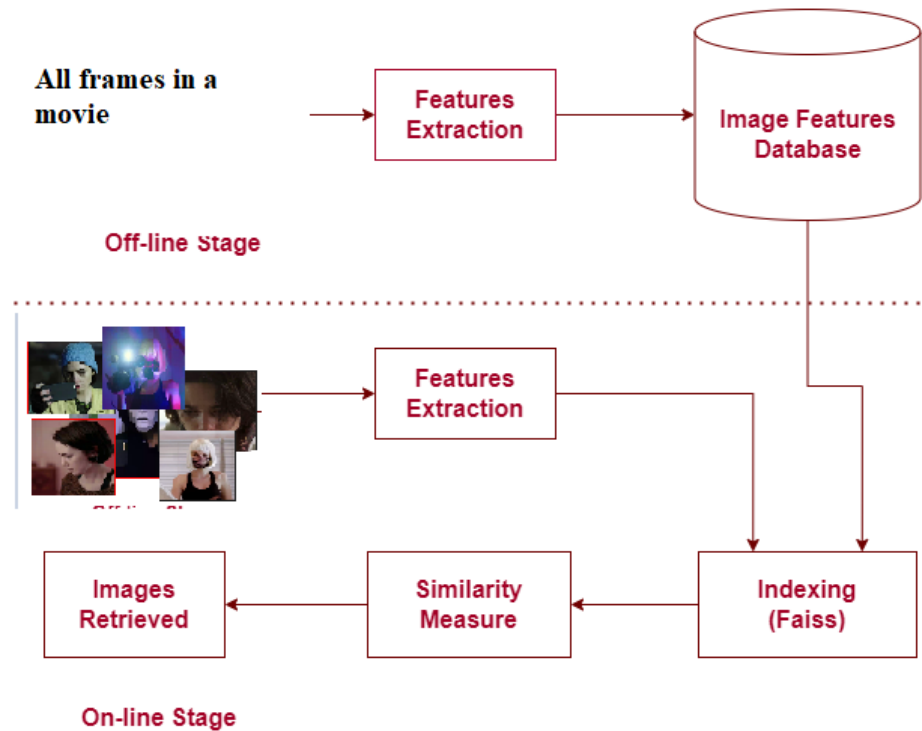 All frames in a
movie
Features
Extraction
Image Features
Database
Off-line Stage
Features
Extraction
Images
Retrieved
Similarity
Measure
Indexing
(Faiss)
On-line Stage